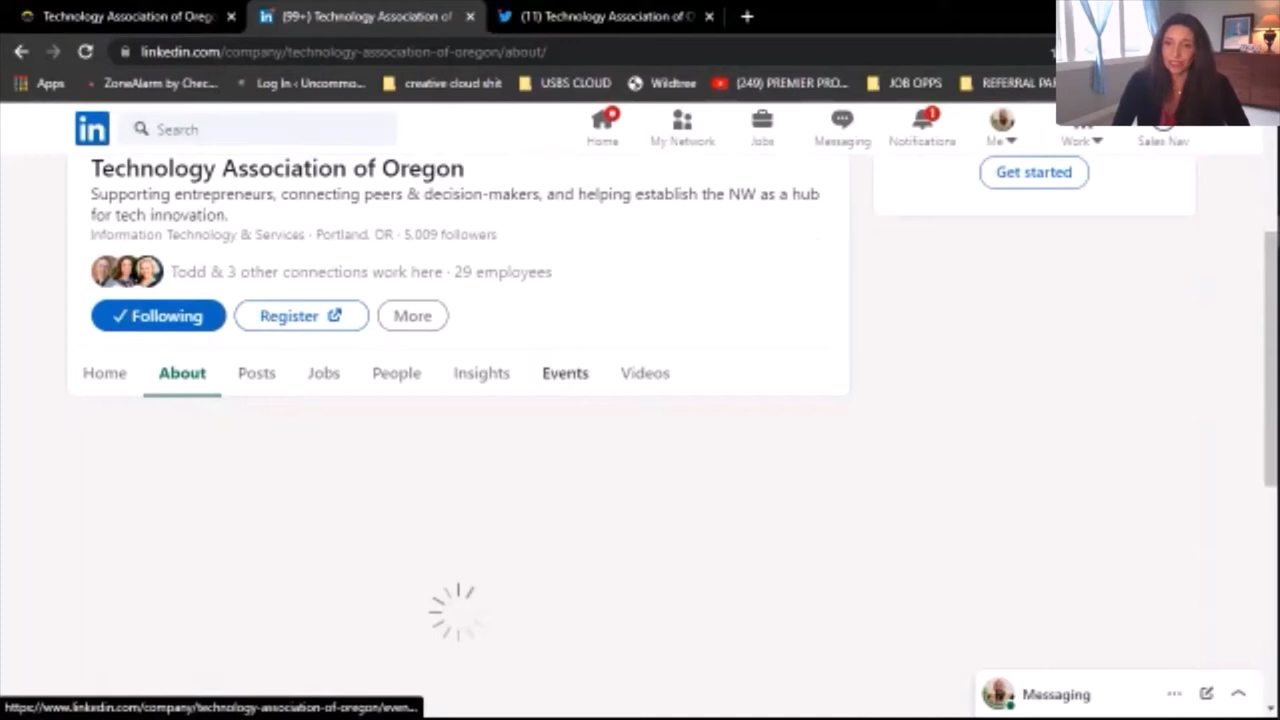 Technology Association of Oreg
(99+) Technology Association of
(11) Technology Association of O
linkedin.com/company/technology-association-of-oregon/about/
Apps
ZoneAlarm by Chec...
Log In ‹ Uncommo...
creative cloud shit
USBS CLOUD
Wildtree
(249) PREMIER PRO...
JOB OPPS
REFERRAL PA
in
Search
Home
My Network
Jobs
Messaging
1
Notifications
Me
Work
Sales Nav
Technology Association of Oregon
Supporting entrepreneurs, connecting peers & decision-makers, and helping establish the NW as a hub
for tech innovation.
Information Technology & Services · Portland, OR · 5,009 followers
Get started
Todd & 3 other connections work here · 29 employees
✓ Following
Register
More
Home
About
Posts
Jobs
People
Insights
Events
Videos
Messaging
https://www.linkedin.com/company/technology-association-of-oregon/even...